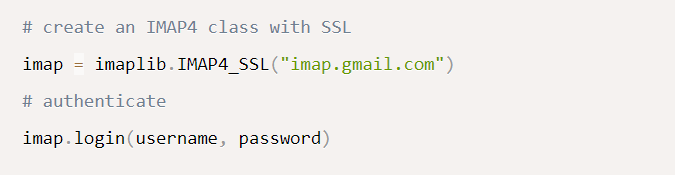 # create an IMAP4 class with SSL
imap = imaplib.IMAP4_SSL("imap.gmail.com")
# authenticate
imap.login(username, password)